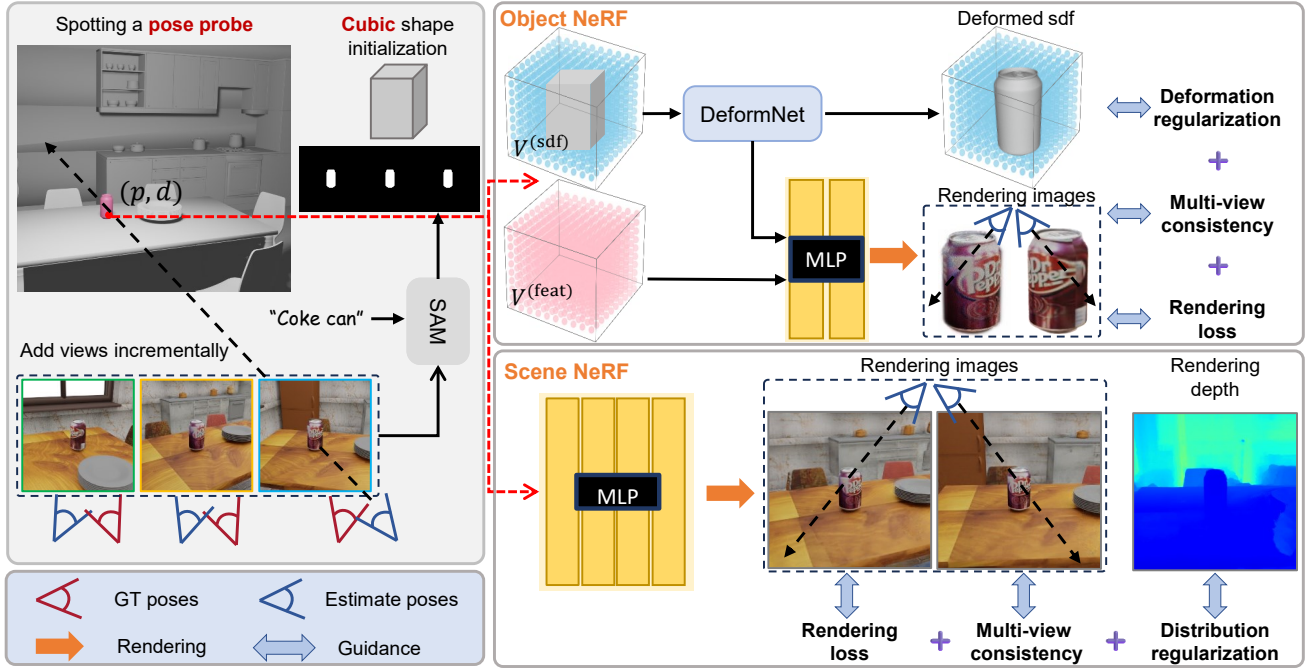 Spotting a pose probe
Cubic shape
initialization
(p, d)
"Coke can"
SAM
Add views incrementally
GT poses
Estimate poses
Rendering
Guidance
Object NeRF
V(sdf)
DeformNet
Deformed sdf
V(feat)
MLP
Rendering images
Dr Pepper
Dr Pepper
Deformation
regularization
+
Multi-view
consistency
+
Rendering
loss
Scene NeRF
MLP
Rendering images
Rendering
depth
Rendering
loss
+
Multi-view
consistency
+
Distribution
regularization